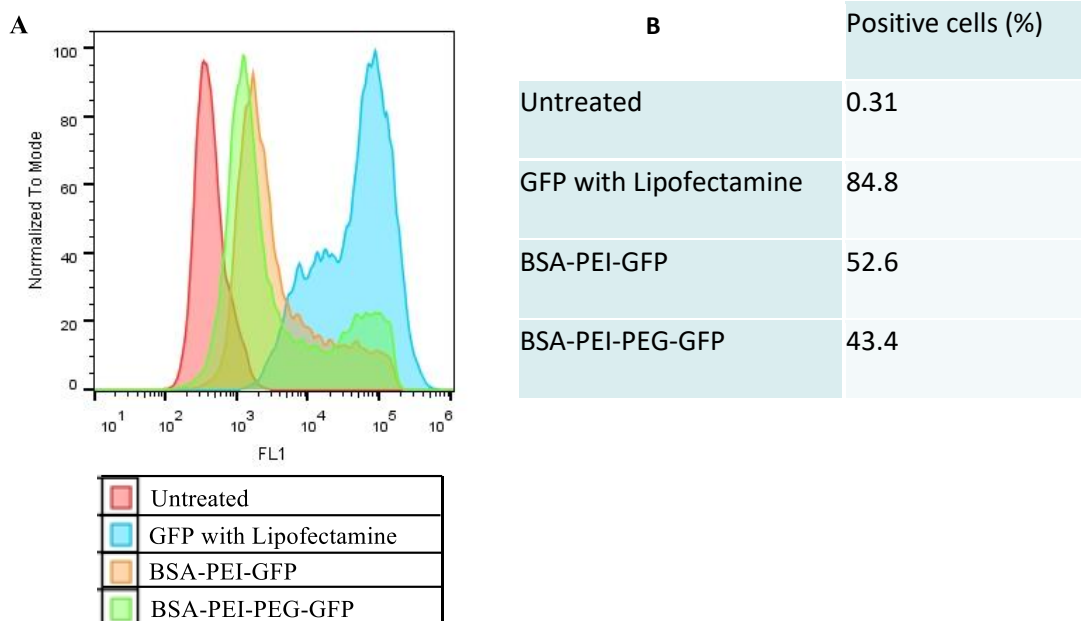 A
Normalized To Mode
100
80
60
40
20
0
10^1 10^2 10^3 10^4 10^5 10^6
FL1
Untreated
GFP with Lipofectamine
BSA-PEI-GFP
BSA-PEI-PEG-GFP
B Positive cells (%)
Untreated 0.31
GFP with Lipofectamine 84.8
BSA-PEI-GFP 52.6
BSA-PEI-PEG-GFP 43.4